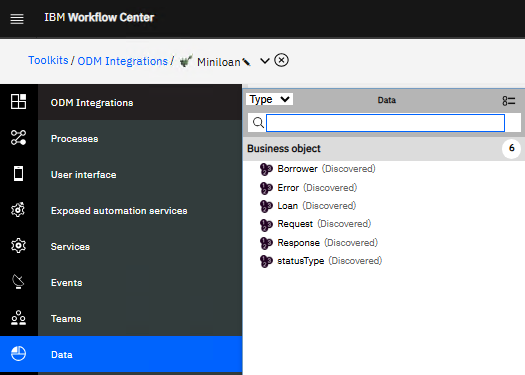 IBM Workflow Center
Toolkits / ODM Integrations / Miniloan
ODM Integrations
Processes
User interface
Exposed automation services
Services
Events
Teams
Data
Type
Data
Business object
6
Borrower (Discovered)
Error (Discovered)
Loan (Discovered)
Request (Discovered)
Response (Discovered)
statusType (Discovered)